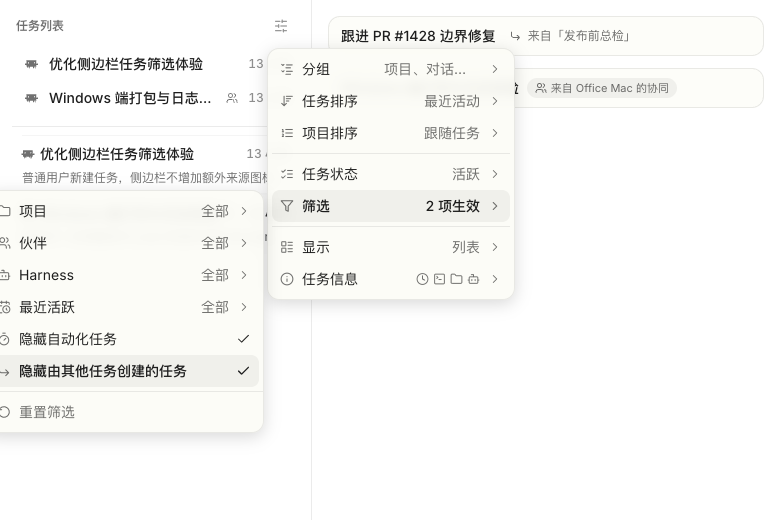 任务列表
优化侧边栏任务筛选体验 13
Windows 端打包与日志... 13
优化侧边栏任务筛选体验 13
普通用户新建任务，侧边栏不增加额外来源图
项目 全部
伙伴 全部
Harness 全部
最近活跃 全部
隐藏自动化任务
隐藏由其他任务创建的任务
重置筛选
分组 项目、对话...
任务排序 最近活动
项目排序 跟随任务
任务状态 活跃
筛选 2 项生效
显示 列表
任务信息
跟进 PR #1428 边界修复 来自「发布前总检」
来自 Office Mac 的协同